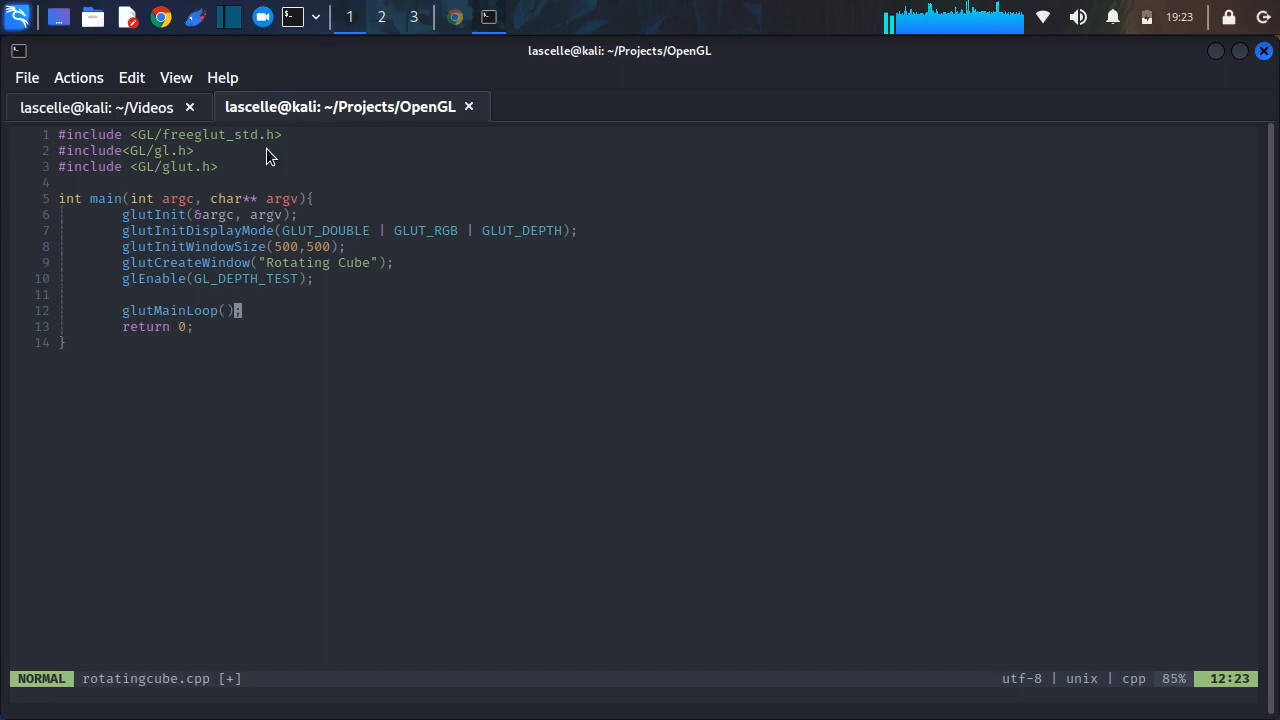 1 2 3 19:23
lascelle@kali: ~/Projects/OpenGL
File Actions Edit View Help
lascelle@kali: ~/Videos × lascelle@kali: ~/Projects/OpenGL ×
1 #include <GL/freeglut_std.h>
2 #include<GL/gl.h>
3 #include <GL/glut.h>
4
5 int main(int argc, char** argv){
6 glutInit(&argc, argv);
7 glutInitDisplayMode(GLUT_DOUBLE | GLUT_RGB | GLUT_DEPTH);
8 glutInitWindowSize(500,500);
9 glutCreateWindow("Rotating Cube");
10 glEnable(GL_DEPTH_TEST);
11
12 glutMainLoop();
13 return 0;
14 }
NORMAL rotatingcube.cpp [+] utf-8 | unix | cpp 85% 12:23